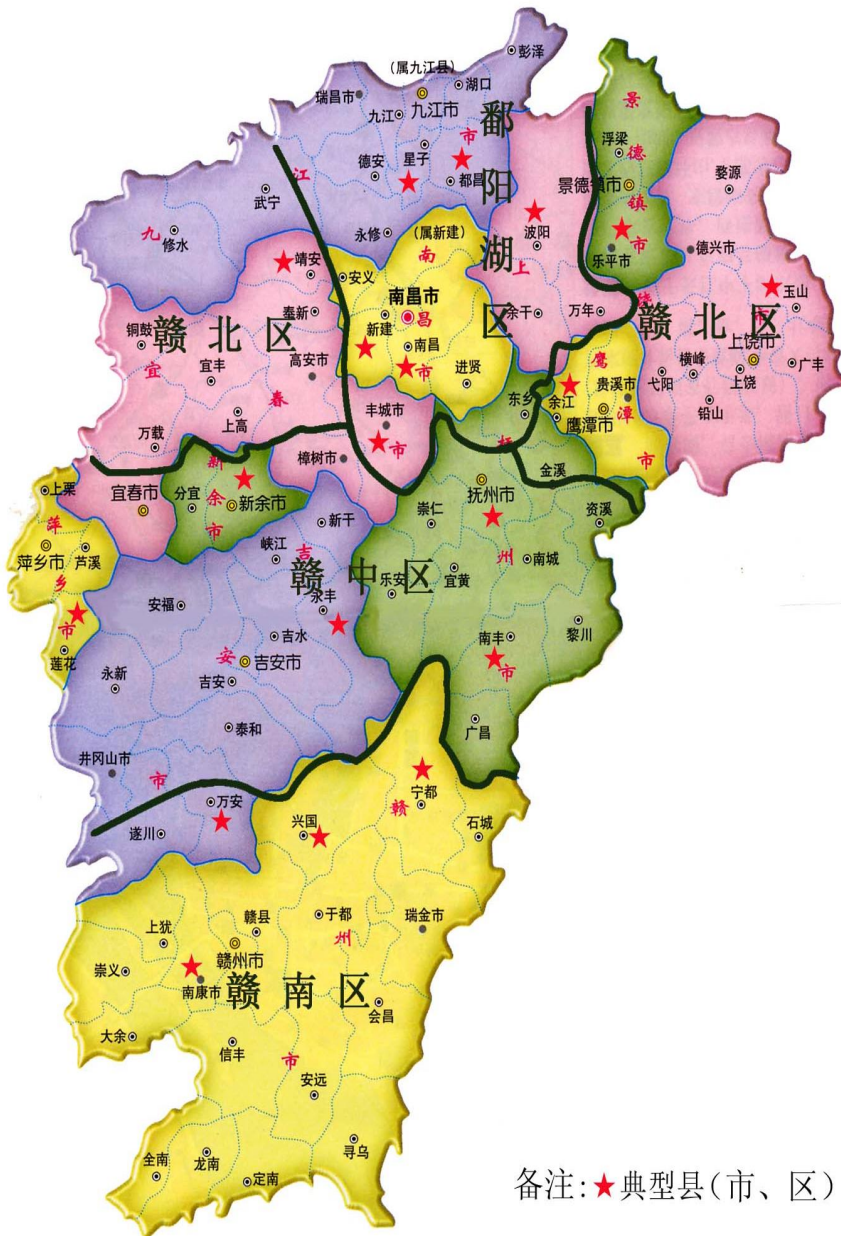 彭泽
(属九江县)
湖口
瑞昌市
九江市
九江
鄱阳湖区
景德镇市
浮梁
星子
德安
都昌
九江市
景德镇市
婺源
武宁
修水
永修
(属新建)
波阳
乐平市
德兴市
靖安
安义
南昌市
南昌市
上饶市
玉山
铜鼓
奉新
新建
余干
万年
赣北区
赣北区
宜丰
高安市
南昌
进贤
鹰潭市
横峰
上饶市
广丰
弋阳
上饶
贵溪市
铅山
宜春市
上高
万载
丰城市
东乡
余江
鹰潭市
樟树市
金溪
上栗
宜春市
分宜
新余市
新余市
抚州市
抚州市
崇仁
资溪
新干
萍乡市
萍乡市
芦溪
峡江
吉安市
赣中区
南城
宜黄
乐安
安福
永丰
吉水
南丰
黎川
莲花
吉安市
永新
吉安
泰和
广昌
井冈山市
万安
宁都
赣州市
遂川
兴国
石城
于都
瑞金市
上犹
赣县
赣州市
崇义
南康市
赣南区
会昌
大余
信丰
安远
寻乌
全南
龙南
定南
备注:★典型县(市、区)